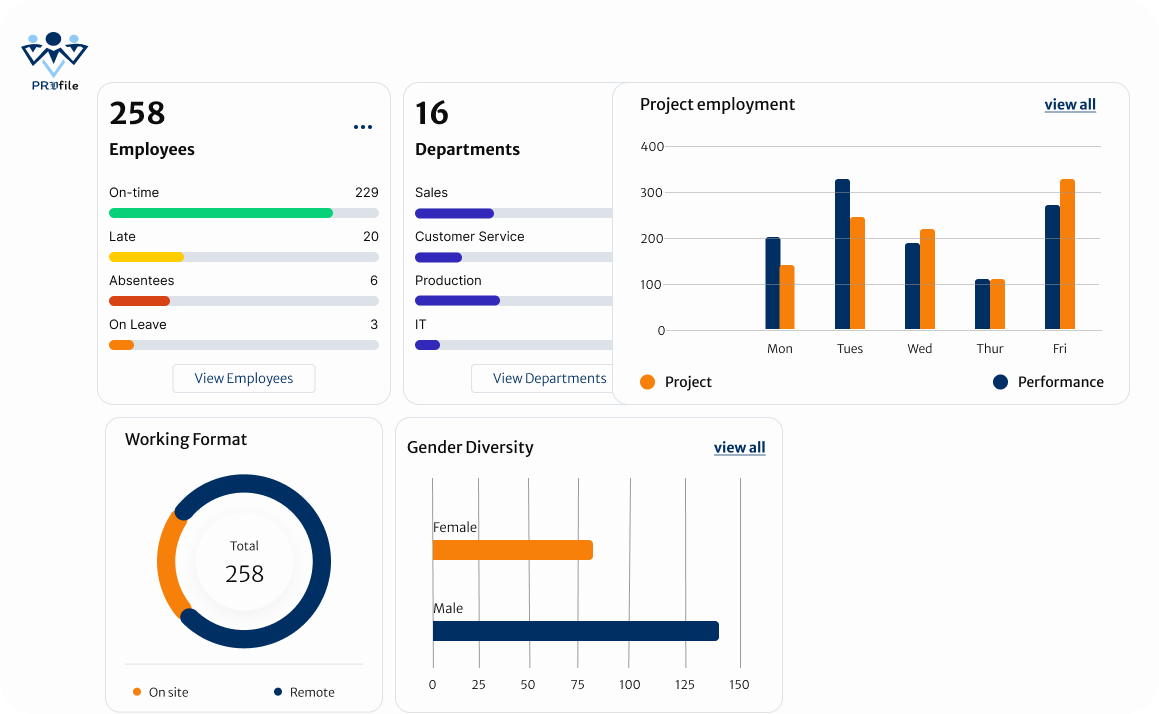 PROfile
258
Employees
On-time 229
Late 20
Absentees 6
On Leave 3
View Employees
16
Departments
Sales
Customer Service
Production
IT
View Departments
Project employment
view all
400
300
200
100
0
Mon Tues Wed Thur Fri
Project
Performance
Working Format
Total
258
On site
Remote
Gender Diversity
view all
Female
Male
0 25 50 75 100 125 150